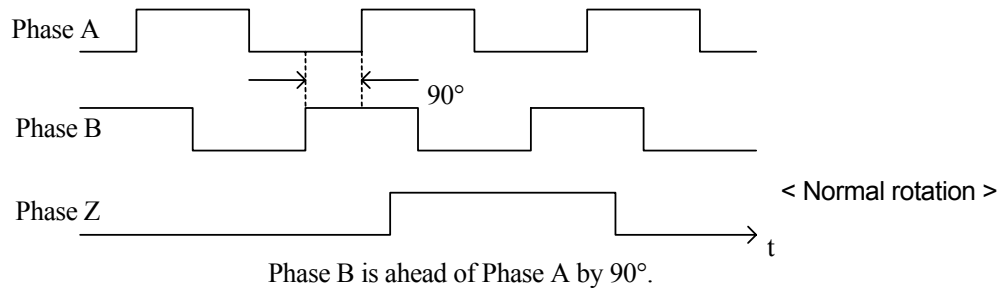 Phase A
90°
Phase B
< Normal rotation >
Phase Z
t
Phase B is ahead of Phase A by 90°.